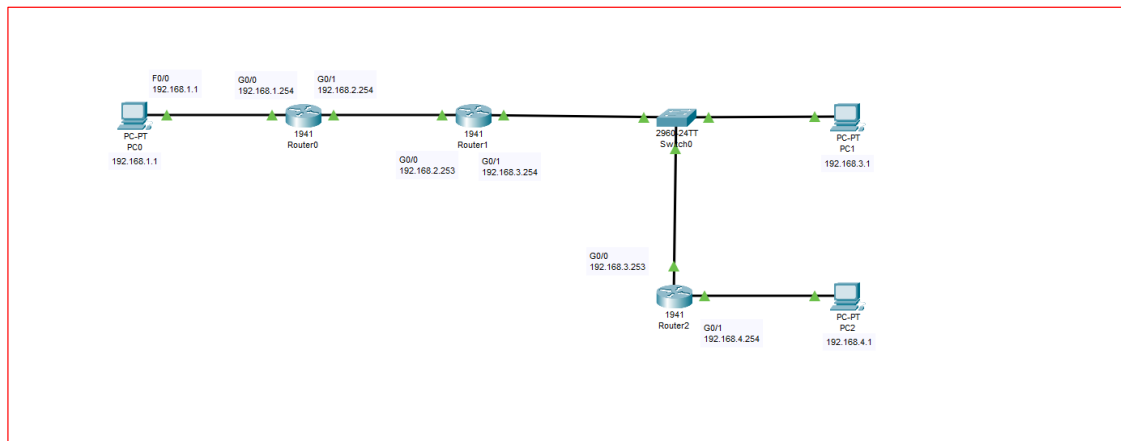 F0/0
192.168.1.1
G0/0
192.168.1.254
G0/1
192.168.2.254
PC-PT
PC0
192.168.1.1
1941
Router0
1941
Router1
G0/0
192.168.2.253
G0/1
192.168.3.254
2960-24TT
Switch0
PC-PT
PC1
192.168.3.1
G0/0
192.168.3.253
1941
Router2
G0/1
192.168.4.254
PC-PT
PC2
192.168.4.1